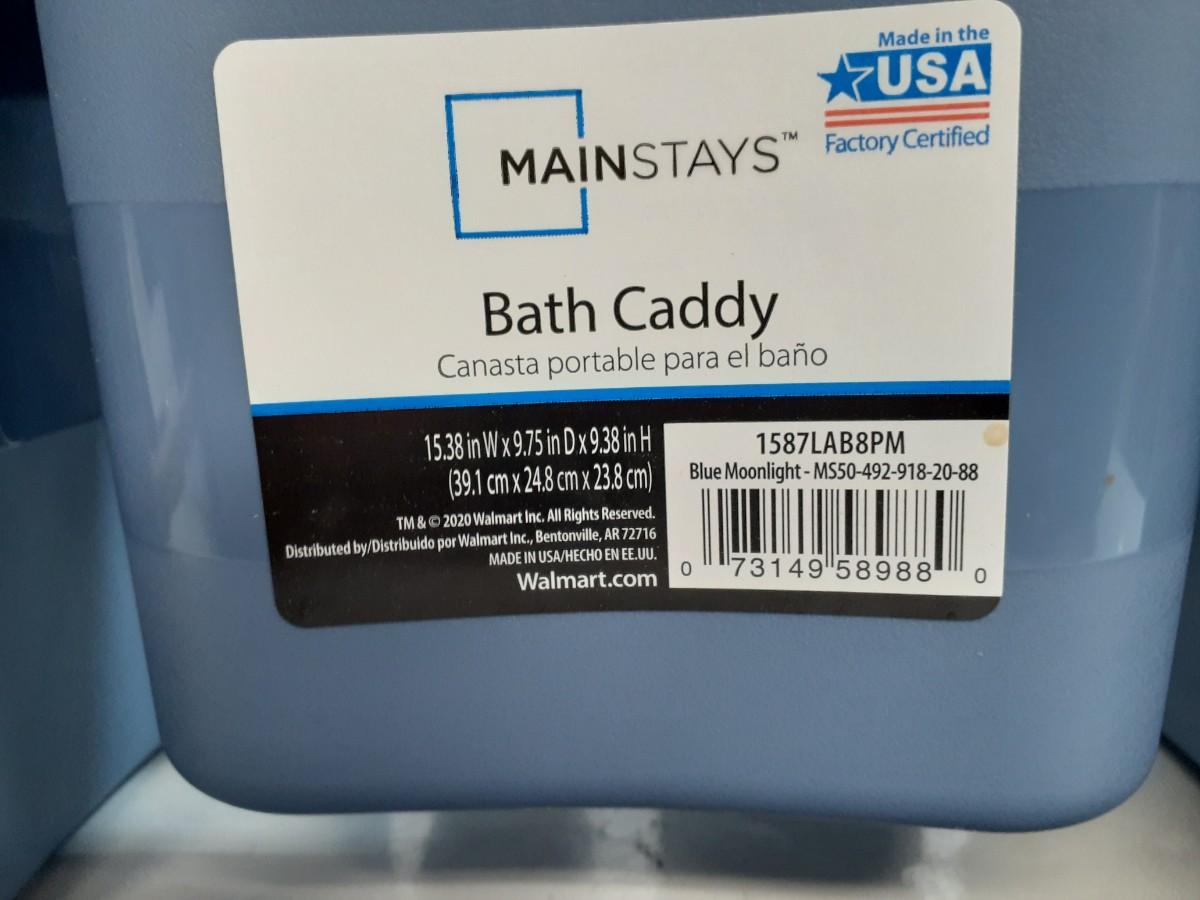 Made in the
USA
Factory Certified
MAINSTAYS™
Bath Caddy
Canasta portable para el baño
15.38 in W x 9.75 in D x 9.38 in H
(39.1 cm x 24.8 cm x 23.8 cm)
TM & © 2020 Walmart Inc. All Rights Reserved.
Distributed by/Distribuido por Walmart Inc., Bentonville, AR 72716
MADE IN USA/HECHO EN EE.UU.
Walmart.com
1587LAB8PM
Blue Moonlight - MS50-492-918-20-88
0 73149 58988 0